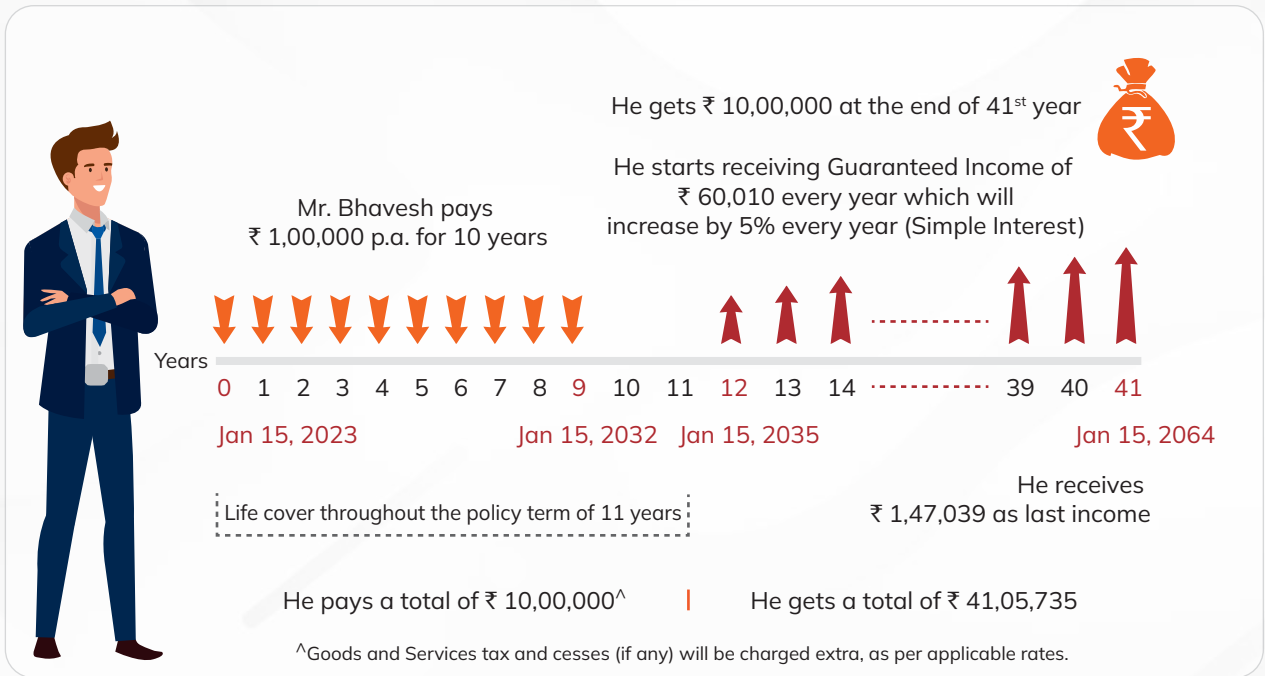 He gets ₹ 10,00,000 at the end of 41st year
₹
He starts receiving Guaranteed Income of
₹ 60,010 every year which will
increase by 5% every year (Simple Interest)
Mr. Bhavesh pays
₹ 1,00,000 p.a. for 10 years
Years
0 1 2 3 4 5 6 7 8 9 10 11 12 13 14 39 40 41
Jan 15, 2023 Jan 15, 2032 Jan 15, 2035 Jan 15, 2064
He receives
₹ 1,47,039 as last income
Life cover throughout the policy term of 11 years
He pays a total of ₹ 10,00,000^ | He gets a total of ₹ 41,05,735
^Goods and Services tax and cesses (if any) will be charged extra, as per applicable rates.